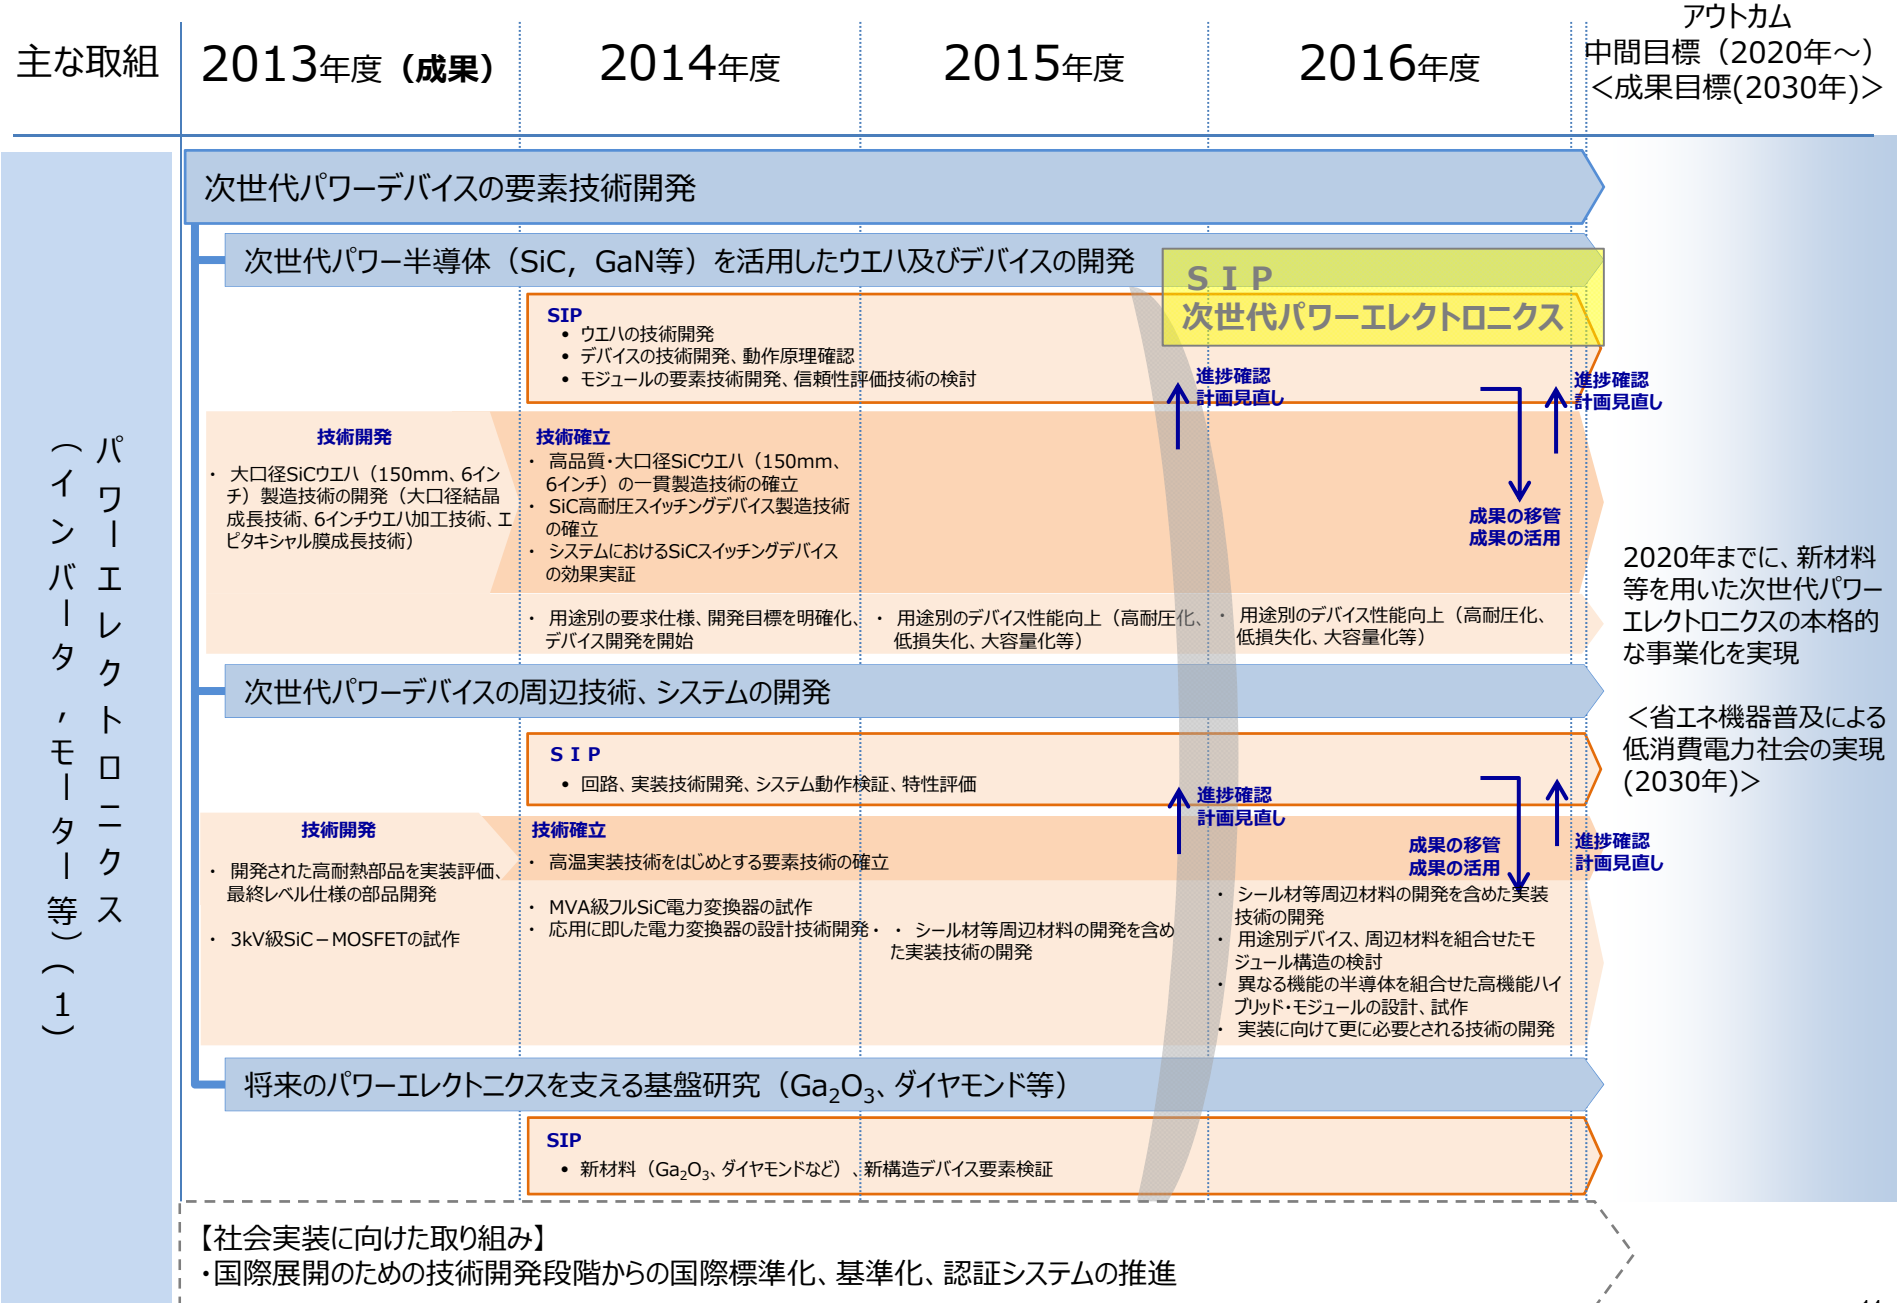 主な取組
2013年度（成果）
2014年度
2015年度
2016年度
アウトカム
中間目標（2020年～）
＜成果目標(2030年)＞
パワーエレクトロニクス
（インバータ，モーター等）（1）
次世代パワーデバイスの要素技術開発
次世代パワー半導体（SiC，GaN等）を活用したウエハ及びデバイスの開発
ＳＩＰ
次世代パワーエレクトロニクス
SIP
• ウエハの技術開発
• デバイスの技術開発、動作原理確認
• モジュールの要素技術開発、信頼性評価技術の検討
進捗確認
計画見直し
進捗確認
計画見直し
技術開発
・ 大口径SiCウエハ（150mm、6イン
チ）製造技術の開発（大口径結晶
成長技術、6インチウエハ加工技術、エ
ピタキシャル膜成長技術）
技術確立
・ 高品質・大口径SiCウエハ（150mm、
6インチ）の一貫製造技術の確立
・ SiC高耐圧スイッチングデバイス製造技術
の確立
・ システムにおけるSiCスイッチングデバイス
の効果実証
成果の移管
成果の活用
・ 用途別の要求仕様、開発目標を明確化、
デバイス開発を開始
・ 用途別のデバイス性能向上（高耐圧化、
低損失化、大容量化等）
・ 用途別のデバイス性能向上（高耐圧化、
低損失化、大容量化等）
次世代パワーデバイスの周辺技術、システムの開発
ＳＩＰ
• 回路、実装技術開発、システム動作検証、特性評価
進捗確認
計画見直し
進捗確認
計画見直し
技術開発
・ 開発された高耐熱部品を実装評価、
最終レベル仕様の部品開発
・ 3kV級SiC－MOSFETの試作
技術確立
・ 高温実装技術をはじめとする要素技術の確立
成果の移管
成果の活用
・ MVA級フルSiC電力変換器の試作
・ 応用に即した電力変換器の設計技術開発
・ ・ シール材等周辺材料の開発を含め
た実装技術の開発
・ シール材等周辺材料の開発を含めた実装
技術の開発
・ 用途別デバイス、周辺材料を組合せたモ
ジュール構造の検討
・ 異なる機能の半導体を組合せた高機能ハイ
ブリッド・モジュールの設計、試作
・ 実装に向けて更に必要とされる技術の開発
将来のパワーエレクトニクスを支える基盤研究（Ga₂O₃、ダイヤモンド等）
SIP
• 新材料（Ga₂O₃、ダイヤモンドなど）、新構造デバイス要素検証
2020年までに、新材料
等を用いた次世代パワー
エレクトロニクスの本格的
な事業化を実現
＜省エネ機器普及による
低消費電力社会の実現
(2030年)＞
【社会実装に向けた取り組み】
・国際展開のための技術開発段階からの国際標準化、基準化、認証システムの推進